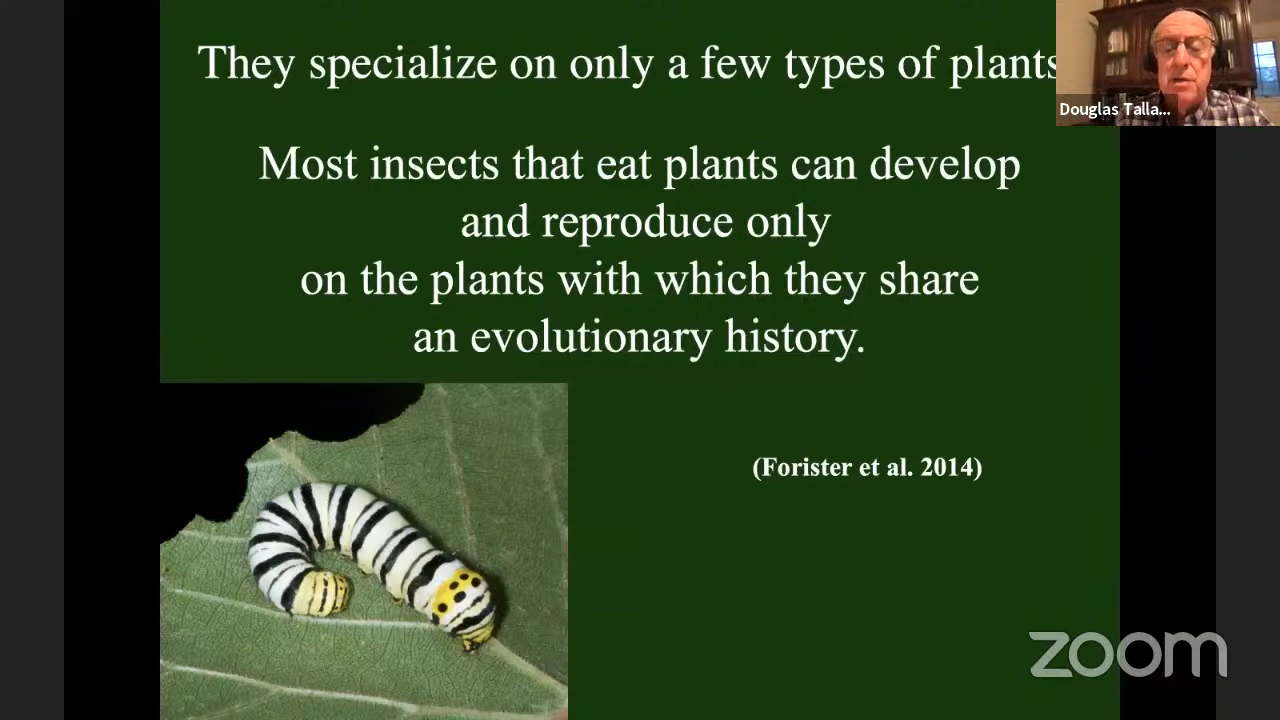 They specialize on only a few types of plants
Douglas Talla...
Most insects that eat plants can develop
and reproduce only
on the plants with which they share
an evolutionary history.
(Forister et al. 2014)
zoom